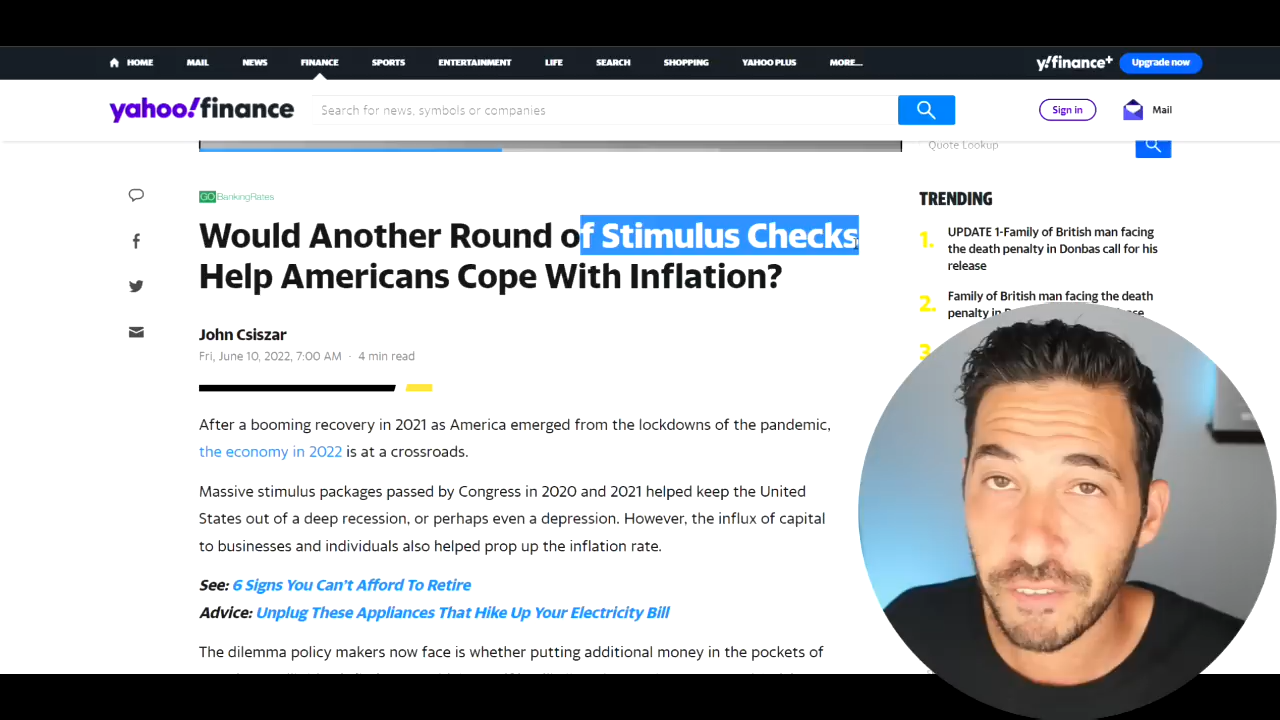 HOME MAIL NEWS FINANCE SPORTS ENTERTAINMENT LIFE SEARCH SHOPPING YAHOO PLUS MORE...
y!finance+ Upgrade now
yahoo!finance
Search for news, symbols or companies
Sign in
Mail
Quote Lookup
GOBankingRates
Would Another Round of Stimulus Checks
Help Americans Cope With Inflation?
John Csiszar
Fri, June 10, 2022, 7:00 AM · 4 min read
After a booming recovery in 2021 as America emerged from the lockdowns of the pandemic,
the economy in 2022 is at a crossroads.
Massive stimulus packages passed by Congress in 2020 and 2021 helped keep the United
States out of a deep recession, or perhaps even a depression. However, the influx of capital
to businesses and individuals also helped prop up the inflation rate.
See: 6 Signs You Can't Afford To Retire
Advice: Unplug These Appliances That Hike Up Your Electricity Bill
The dilemma policy makers now face is whether putting additional money in the pockets of
TRENDING
1. UPDATE 1-Family of British man facing
the death penalty in Donbas call for his
release
2. Family of British man facing the death
penalty in
3.